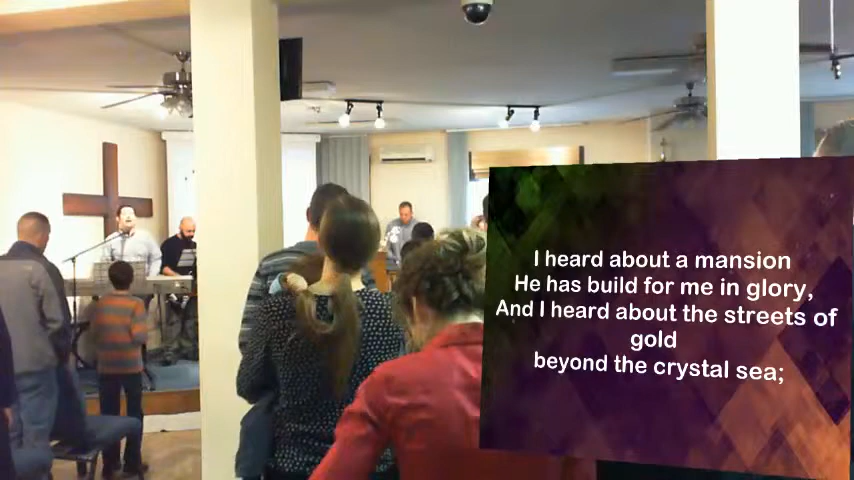 I heard about a mansion
He has build for me in glory,
And I heard about the streets of
gold
beyond the crystal sea;